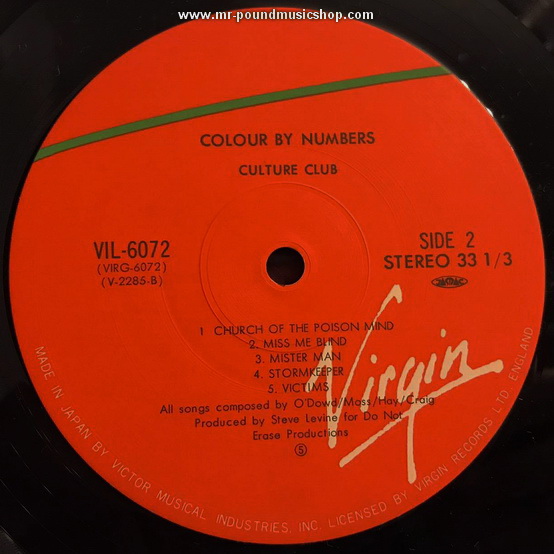 www.mr-poundmusicshop.com
COLOUR BY NUMBERS
CULTURE CLUB
VIL-6072
(VIRG-6072)
(V-2285-B)
SIDE 2
STEREO 33 1/3
1 CHURCH OF THE POISON MIND
2. MISS ME BLIND
3. MISTER MAN
4. STORMKEEPER
5. VICTIMS
All songs composed by O'Dowd/Moss/Hay/Craig
Produced by Steve Levine for Do Not
Erase Productions
5
Virgin
MADE IN JAPAN BY VICTOR MUSICAL INDUSTRIES, INC. LICENSED BY VIRGIN RECORDS LTD. ENGLAND